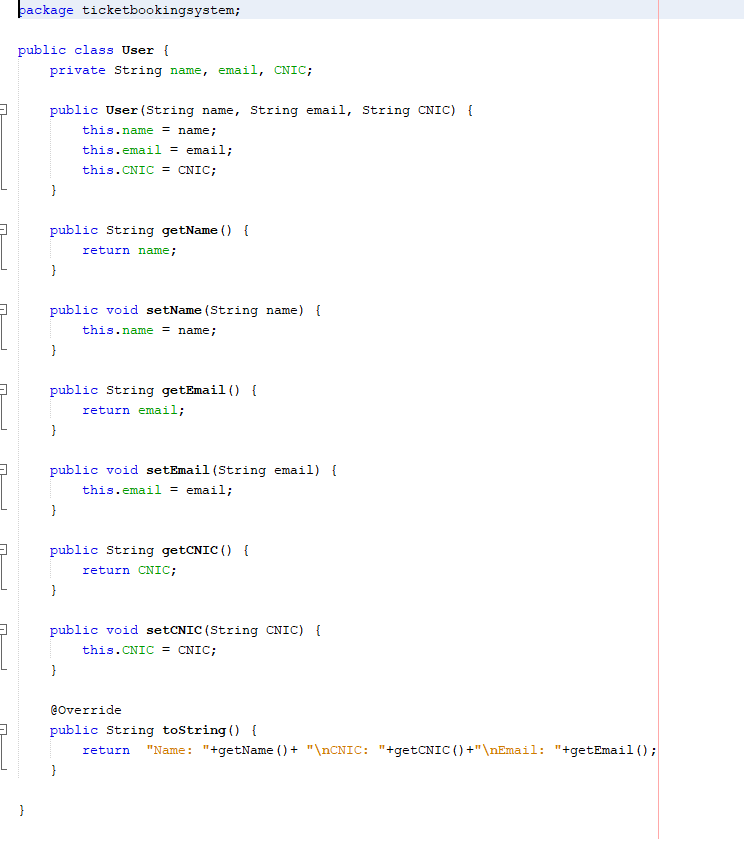 package ticketbookingsystem;
public class User {
private String name, email, CNIC;
public User(String name, String email, String CNIC) {
this.name = name;
this.email = email;
this.CNIC = CNIC;
}
public String getName() {
return name;
}
public void setName(String name) {
this.name = name;
}
public String getEmail() {
return email;
}
public void setEmail(String email) {
this.email = email;
}
public String getCNIC() {
return CNIC;
}
public void setCNIC(String CNIC) {
this.CNIC = CNIC;
}
@Override
public String toString() {
return  "Name: "+getName()+ "\nCNIC: "+getCNIC()+"\nEmail: "+getEmail();
}
}